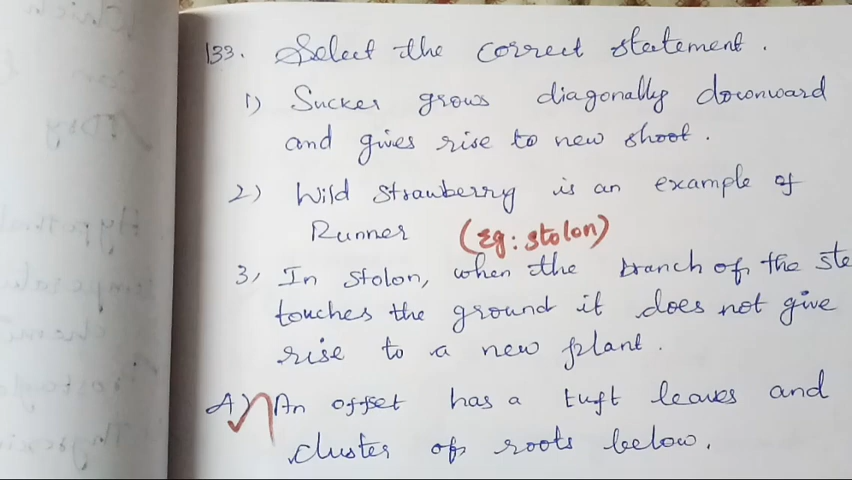 133. Select the correct statement.
1) Sucker grows diagonally downward
and gives rise to new shoot.
2) Wild strawberry is an example of
Runner (Eg: stolon)
3, In stolon, when the branch of the ste
touches the ground it does not give
rise to a new plant.
A) An offset has a tuft leaves and
cluster of roots below.